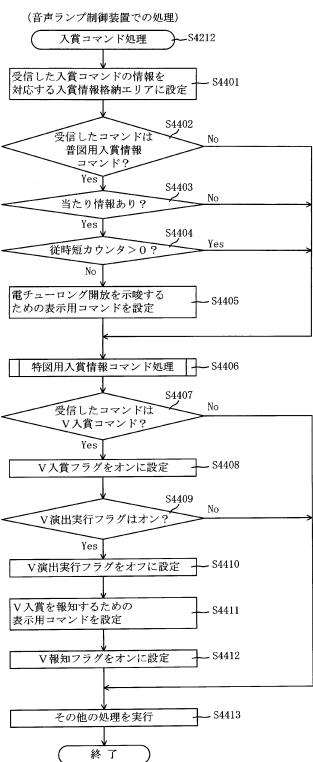 (音声ランプ制御装置での処理)
入賞コマンド処理
S4212
受信した入賞コマンドの情報を
対応する入賞情報格納エリアに設定
S4401
受信したコマンドは
普図用入賞情報
コマンド?
S4402
No
Yes
当たり情報あり?
S4403
No
Yes
従時短カウンタ>0?
S4404
Yes
No
電チューロング開放を示唆する
ための表示用コマンドを設定
S4405
特図用入賞情報コマンド処理
S4406
受信したコマンドは
V入賞コマンド?
S4407
No
Yes
V入賞フラグをオンに設定
S4408
V演出実行フラグはオン?
S4409
No
Yes
V演出実行フラグをオフに設定
S4410
V入賞を報知するための
表示用コマンドを設定
S4411
V報知フラグをオンに設定
S4412
その他の処理を実行
S4413
終了